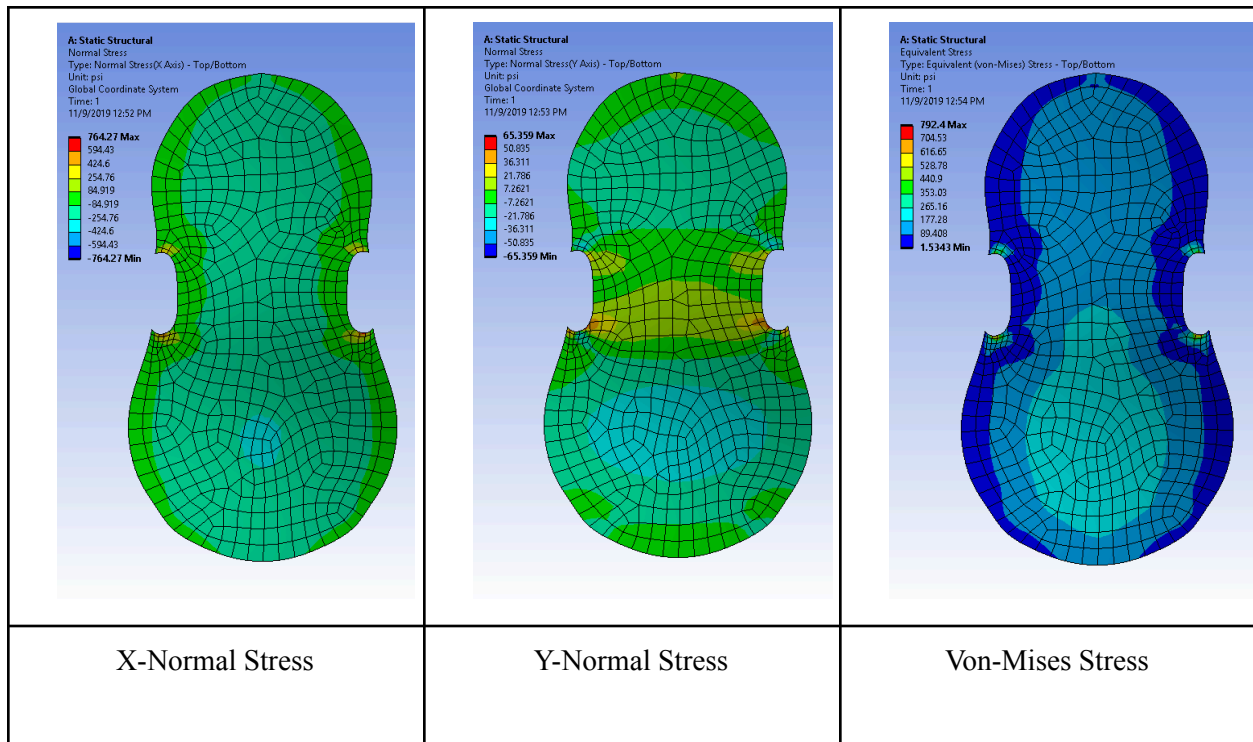 A: Static Structural
Normal Stress
Type: Normal Stress(X Axis) - Top/Bottom
Unit: psi
Global Coordinate System
Time: 1
11/9/2019 12:52 PM
764.27 Max
594.43
424.6
254.76
84.919
-84.919
-254.76
-424.6
-594.43
-764.27 Min
A: Static Structural
Normal Stress
Type: Normal Stress(Y Axis) - Top/Bottom
Unit: psi
Global Coordinate System
Time: 1
11/9/2019 12:53 PM
65.359 Max
50.835
36.311
21.786
7.2621
-7.2621
-21.786
-36.311
-50.835
-65.359 Min
A: Static Structural
Equivalent Stress
Type: Equivalent (von-Mises) Stress - Top/Bottom
Unit: psi
Time: 1
11/9/2019 12:54 PM
792.4 Max
704.53
616.65
528.78
440.9
353.03
265.16
177.28
89.408
1.5343 Min
X-Normal Stress
Y-Normal Stress
Von-Mises Stress